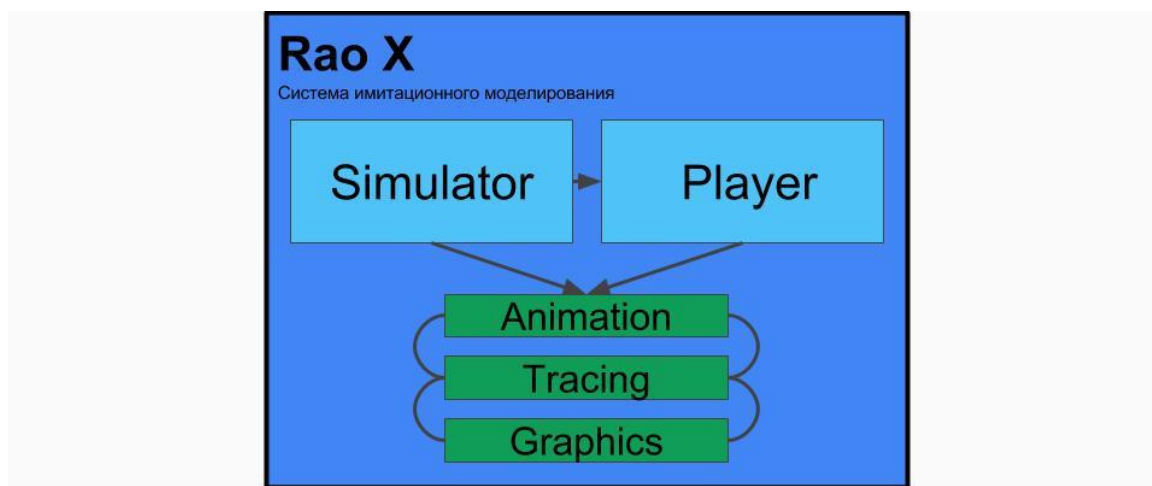 Rao X
Система имитационного моделирования
Simulator
Player
Animation
Tracing
Graphics